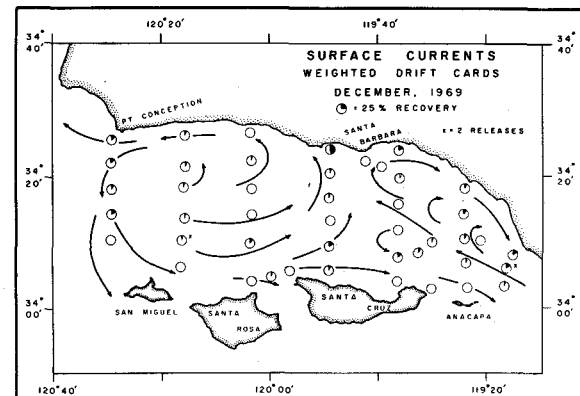 120°20' 119°40'
34°
40'
34°
40'
SURFACE CURRENTS
WEIGHTED DRIFT CARDS
DECEMBER, 1969
= 25% RECOVERY
x = 2 RELEASES
PT. CONCEPTION
SANTA
BARBARA
34°
20'
34°
20'
x
x
34°
00'
34°
00'
SAN MIGUEL
SANTA
ROSA
SANTA
CRUZ
ANACAPA
120°40' 120°00' 119°20'